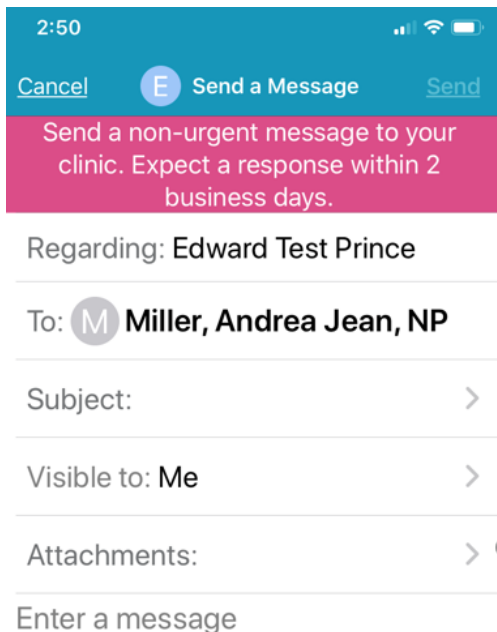 2:50
Cancel E Send a Message Send
Send a non-urgent message to your
clinic. Expect a response within 2
business days.
Regarding: Edward Test Prince
To: M Miller, Andrea Jean, NP
Subject:
Visible to: Me
Attachments:
Enter a message